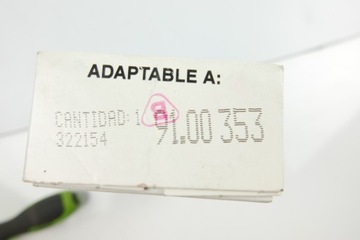 ADAPTABLE A:
CANTIDAD: 1 91.00 353
322154
B